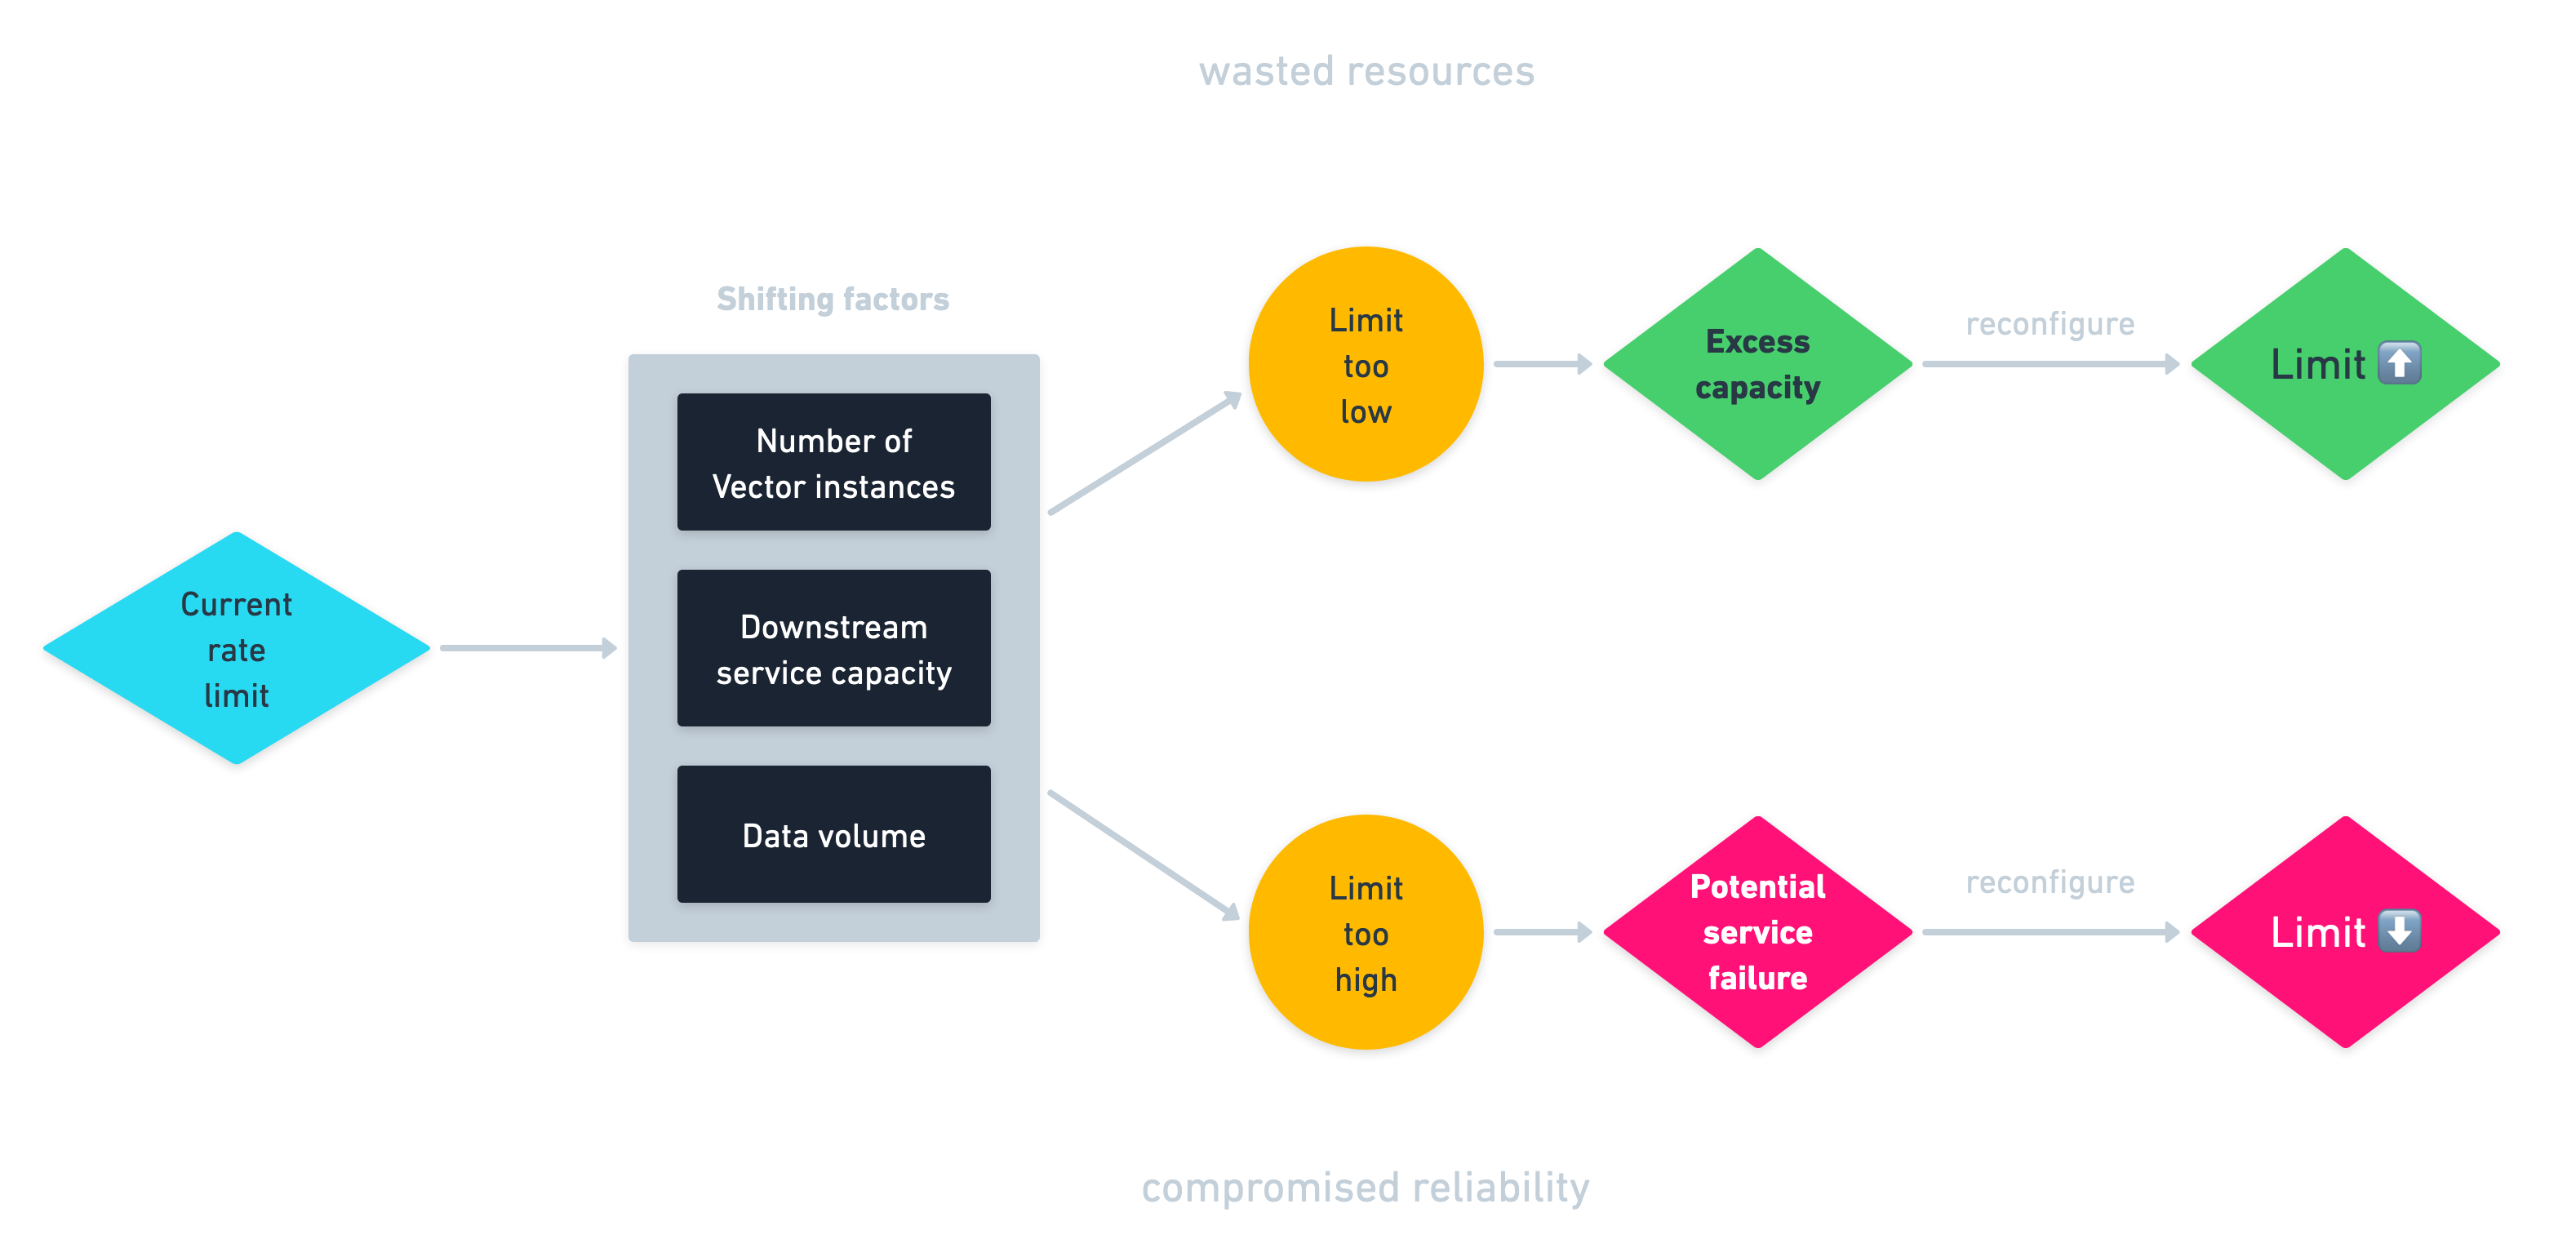 wasted resources
Shifting factors
Number of
Vector instances
Downstream
service capacity
Data volume
Current
rate
limit
Limit
too
low
Excess
capacity
reconfigure
Limit ⬆️
Limit
too
high
Potential
service
failure
reconfigure
Limit ⬇️
compromised reliability